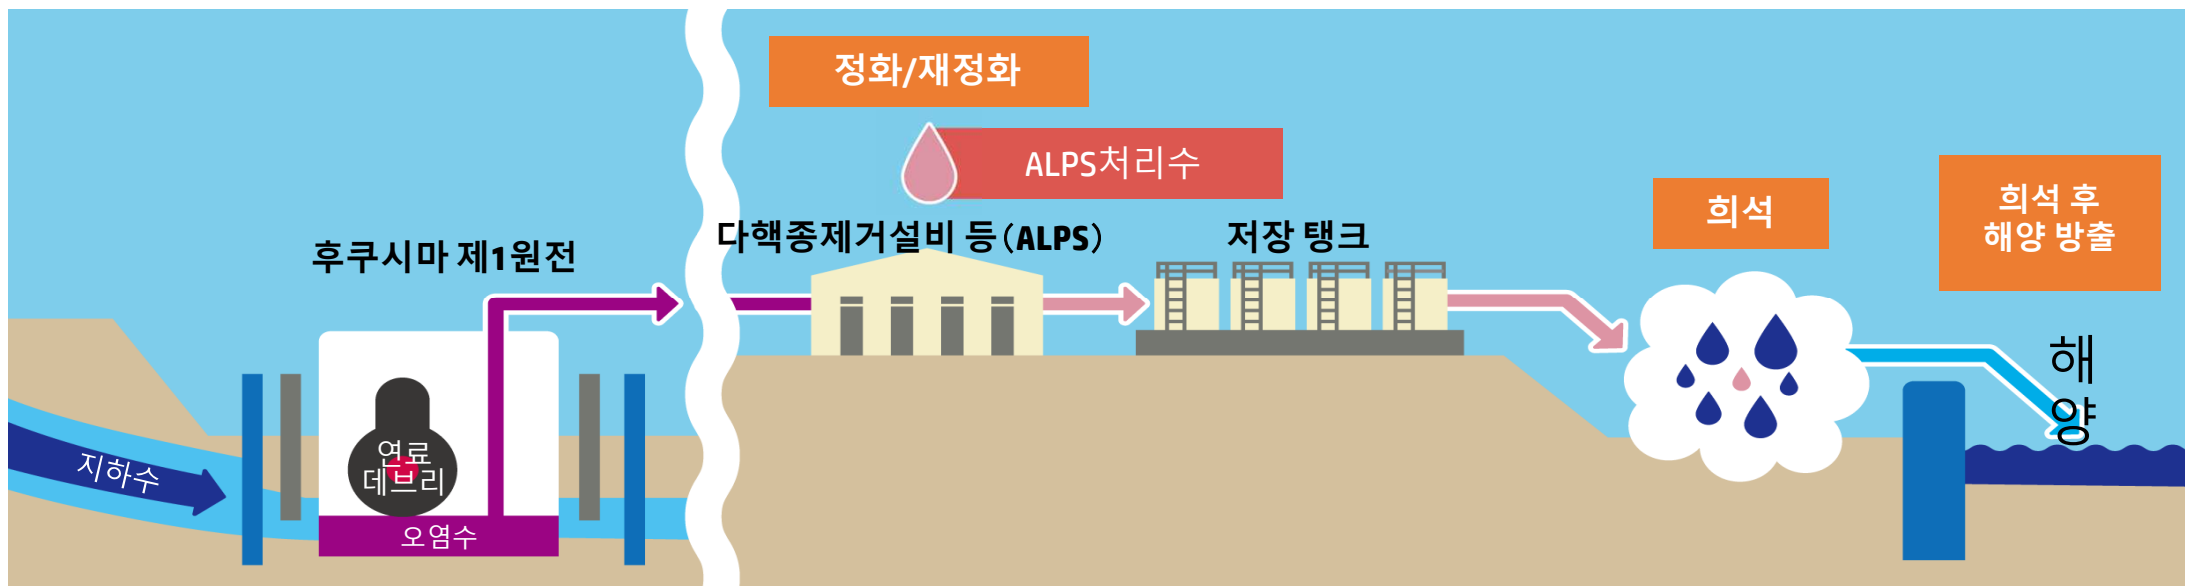 정화/재정화
ALPS처리수
다핵종제거설비 등(ALPS)
저장 탱크
후쿠시마 제1원전
희석
희석 후
해양 방출
해
양
지하수
연료
데브리
오염수